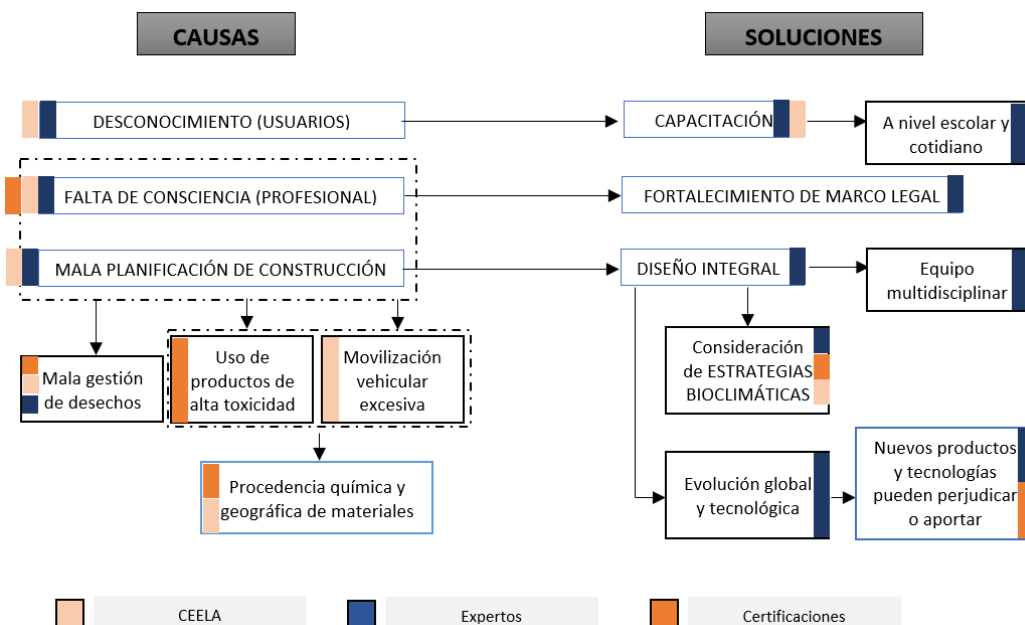 CAUSAS
SOLUCIONES
DESCONOCIMIENTO (USUARIOS)
CAPACITACIÓN
A nivel escolar y
cotidiano
FALTA DE CONSCIENCIA (PROFESIONAL)
FORTALECIMIENTO DE MARCO LEGAL
MALA PLANIFICACIÓN DE CONSTRUCCIÓN
DISEÑO INTEGRAL
Equipo
multidisciplinar
Mala gestión
de desechos
Uso de
productos de
alta toxicidad
Movilización
vehicular
excesiva
Consideración
de ESTRATEGIAS
BIOCLIMÁTICAS
Procedencia química y
geográfica de materiales
Evolución global
y tecnológica
Nuevos productos
y tecnologías
pueden perjudicar
o aportar
CEELA
Expertos
Certificaciones